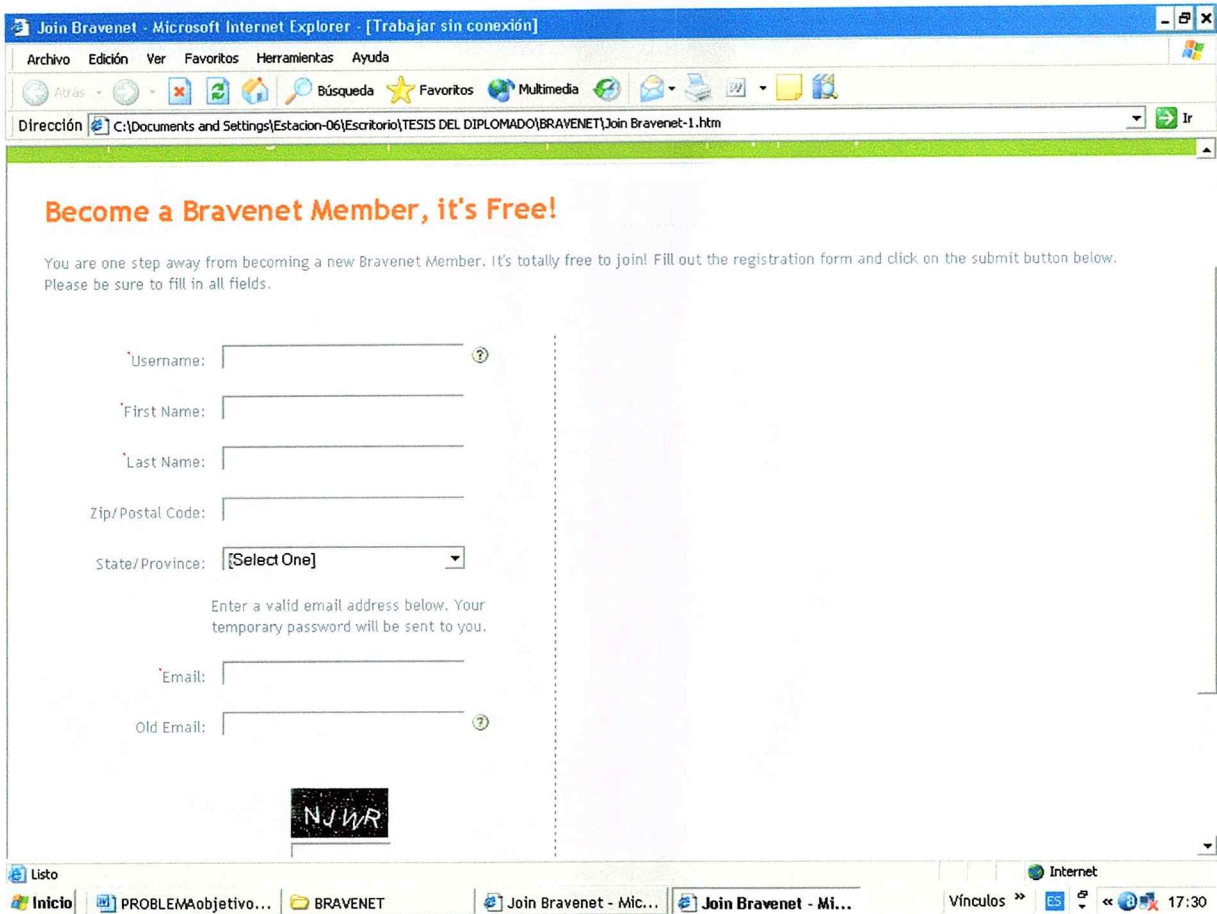 Join Bravenet - Microsoft Internet Explorer - [Trabajar sin conexión]
Archivo Edición Ver Favoritos Herramientas Ayuda
Atrás Búsqueda Favoritos Multimedia
Dirección C:\Documents and Settings\Estacion-06\Escritorio\TESIS DEL DIPLOMADO\BRAVENET\Join Bravenet-1.htm Ir
Become a Bravenet Member, it's Free!
You are one step away from becoming a new Bravenet Member. It's totally free to join! Fill out the registration form and click on the submit button below.
Please be sure to fill in all fields.
*Username:
*First Name:
*Last Name:
Zip/Postal Code:
State/Province: [Select One]
Enter a valid email address below. Your
temporary password will be sent to you.
*Email:
Old Email:
NJWR
Listo Internet
Inicio PROBLEMAobjetivo... BRAVENET Join Bravenet - Mic... Join Bravenet - Mi... Vínculos » ES « 17:30